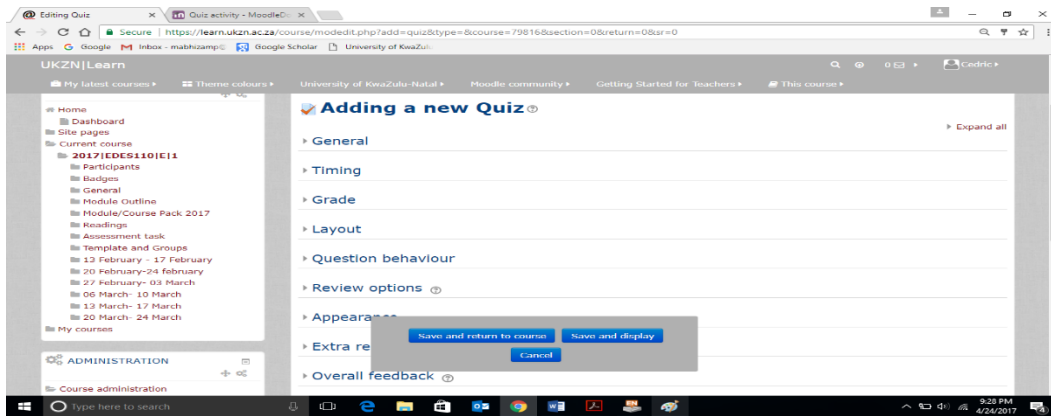 Editing Quiz
Quiz activity - MoodleDo
Secure | https://learn.ukzn.ac.za/course/modedit.php?add=quiz&type=&course=79816&section=0&return=0&sr=0
Apps Google Inbox - mabhizamp Google Scholar University of KwaZulu
UKZN|Learn
0
Cedric
My latest courses Theme colours University of KwaZulu-Natal Moodle community Getting Started for Teachers This course
Home
Dashboard
Site pages
Current course
2017|EDES110|E|1
Participants
Badges
General
Module Outline
Module/Course Pack 2017
Readings
Assessment task
Template and Groups
13 February - 17 February
20 February-24 february
27 February- 03 March
06 March- 10 March
13 March- 17 March
20 March- 24 March
My courses
ADMINISTRATION
Course administration
Adding a new Quiz
Expand all
General
Timing
Grade
Layout
Question behaviour
Review options
Appearance
Extra re
Overall feedback
Save and return to course Save and display
Cancel
Type here to search
9:28 PM
4/24/2017